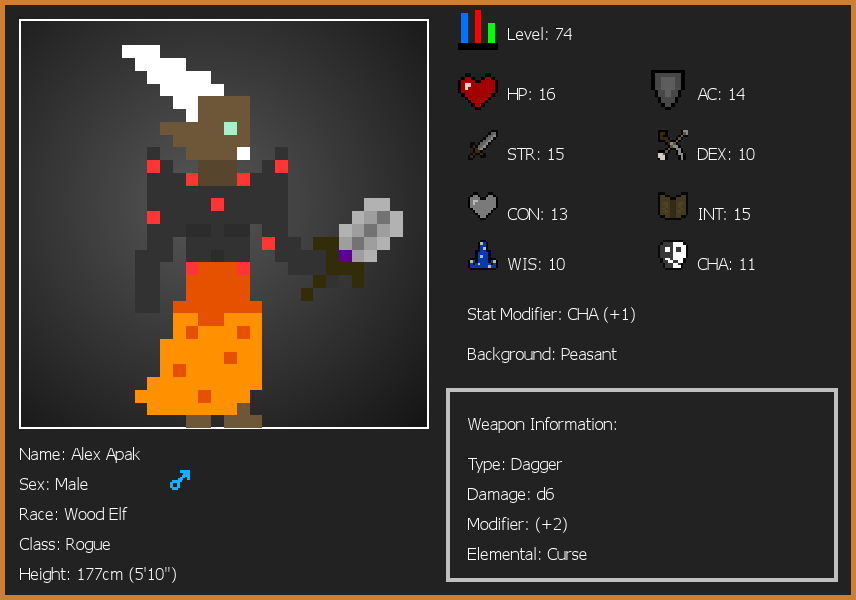 Level: 74
HP: 16
AC: 14
STR: 15
DEX: 10
CON: 13
INT: 15
WIS: 10
CHA: 11
Stat Modifier: CHA (+1)
Background: Peasant
Weapon Information:
Type: Dagger
Damage: d6
Modifier: (+2)
Elemental: Curse
Name: Alex Apak
Sex: Male
Race: Wood Elf
Class: Rogue
Height: 177cm (5'10")